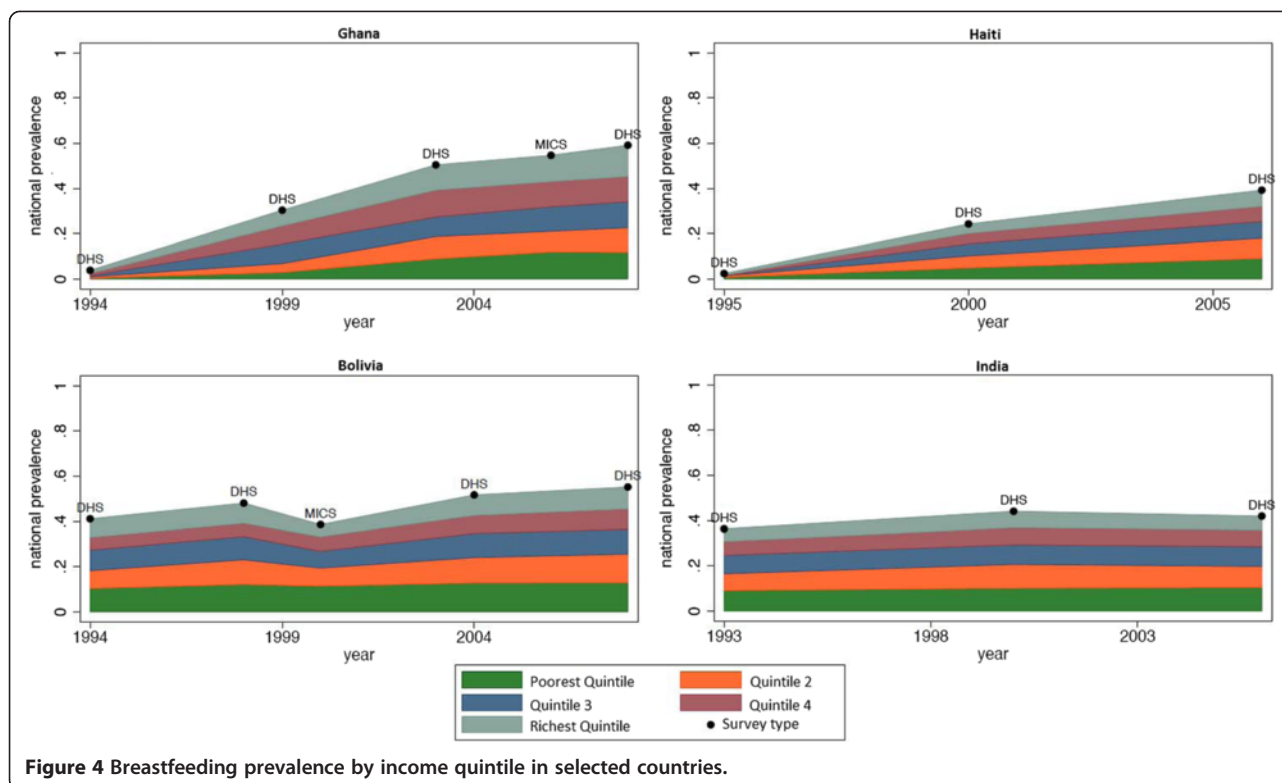 Ghana
national prevalence
1
.8
.6
.4
.2
0
DHS
DHS
DHS
MICS
DHS
1994
1999
2004
year
Haiti
national prevalence
1
.8
.6
.4
.2
0
DHS
DHS
DHS
1995
2000
2005
year
Bolivia
national prevalence
1
.8
.6
.4
.2
0
DHS
DHS
MICS
DHS
DHS
1994
1999
2004
year
India
national prevalence
1
.8
.6
.4
.2
0
DHS
DHS
DHS
1993
1998
2003
year
Poorest Quintile
Quintile 2
Quintile 3
Quintile 4
Richest Quintile
Survey type
Figure 4 Breastfeeding prevalence by income quintile in selected countries.